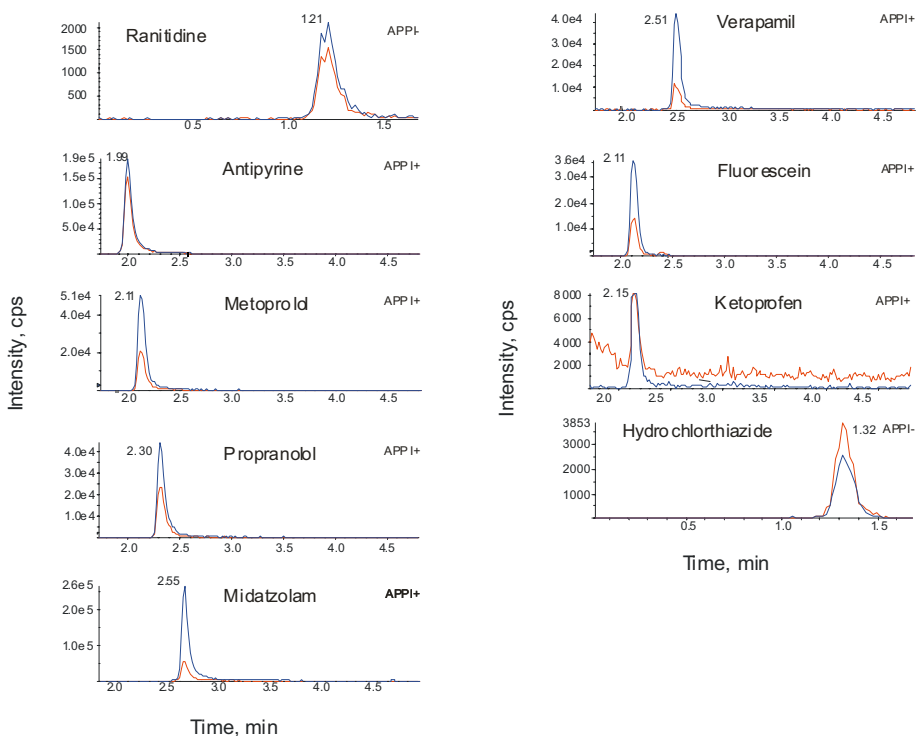 Ranitidine
121
APPI-
2000
1500
1000
500
0.5
1.0
1.5
Antipyrine
1.99
APPI+
1.9e5
1.5e5
1.0e5
5.0e4
2.0
2.5
3.0
3.5
4.0
4.5
Metoprolol
2.11
APPI+
5.1e4
4.0e4
2.0e4
2.0
2.5
3.0
3.5
4.0
4.5
Propranolol
2.30
APPI+
4.0e4
3.0e4
2.0e4
1.0e4
2.0
2.5
3.0
3.5
4.0
4.5
Midatzolam
2.55
APPI+
2.6e5
2.0e5
1.0e5
2.0
2.5
3.0
3.5
4.0
4.5
Intensity, cps
Time, min
Verapamil
2.51
APPI+
4.0e4
3.0e4
2.0e4
1.0e4
2.0
2.5
3.0
3.5
4.0
4.5
Fluorescein
2.11
APPI+
3.6e4
3.0e4
2.0e4
1.0e4
2.0
2.5
3.0
3.5
4.0
4.5
Ketoprofen
2.15
APPI+
8000
6000
4000
2000
2.0
2.5
3.0
3.5
4.0
4.5
Hydrochlorthiazide
1.32
APPI-
3853
3000
2000
1000
0.5
1.0
1.5
Intensity, cps
Time, min